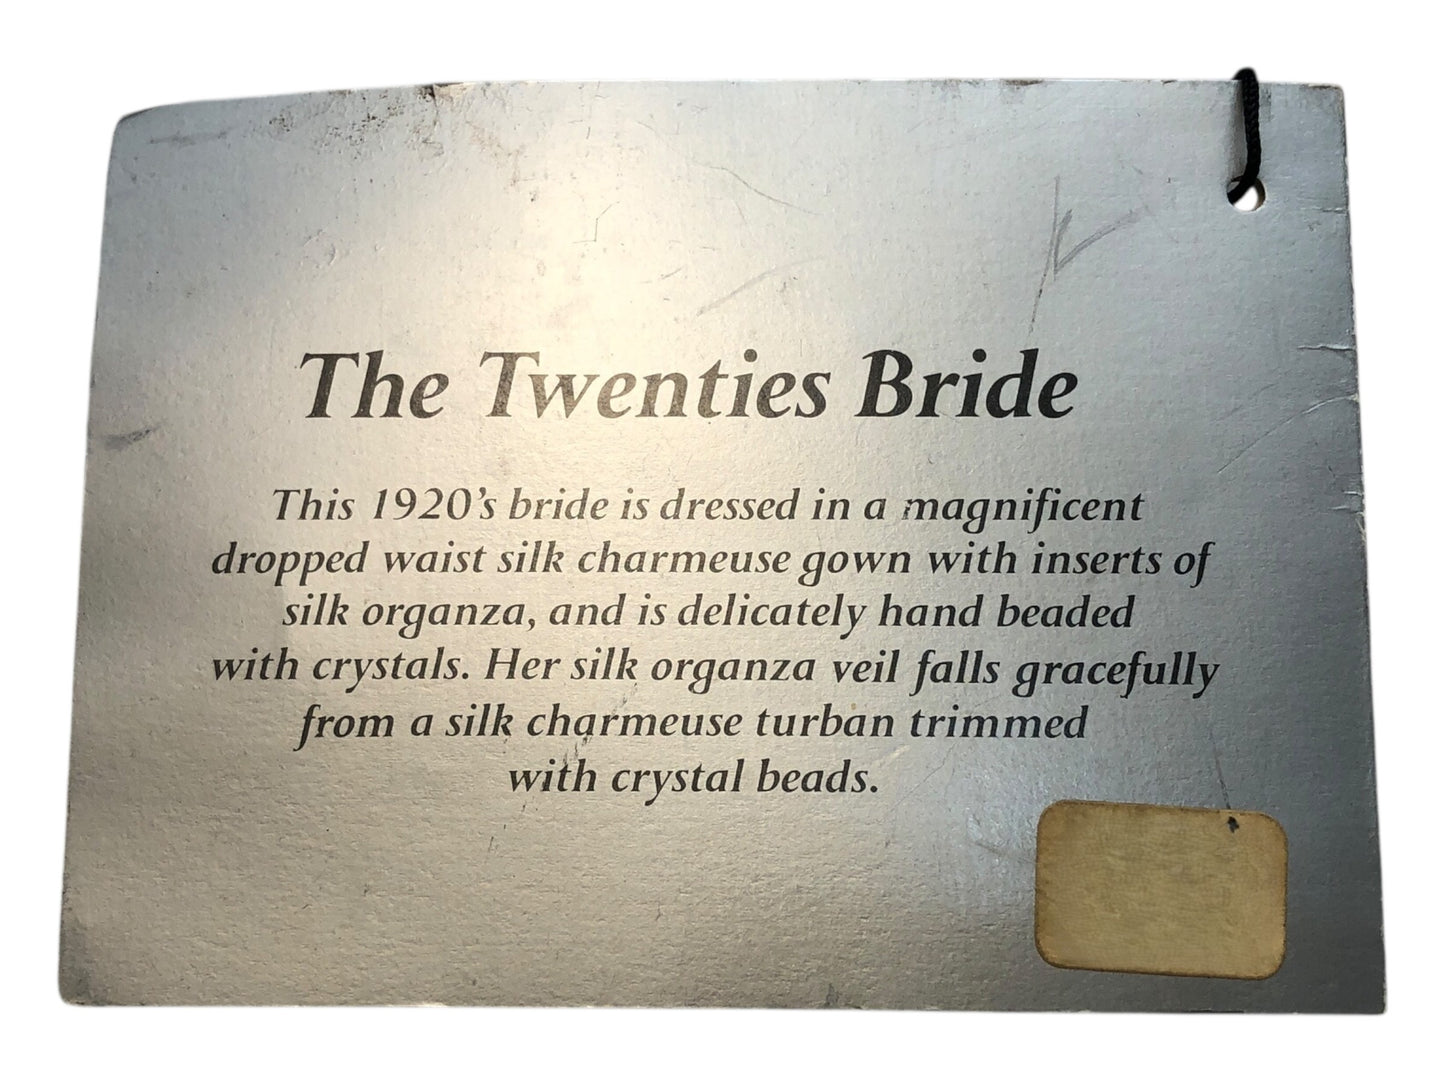 The Twenties Bride
This 1920's bride is dressed in a magnificent
dropped waist silk charmeuse gown with inserts of
silk organza, and is delicately hand beaded
with crystals. Her silk organza veil falls gracefully
from a silk charmeuse turban trimmed
with crystal beads.